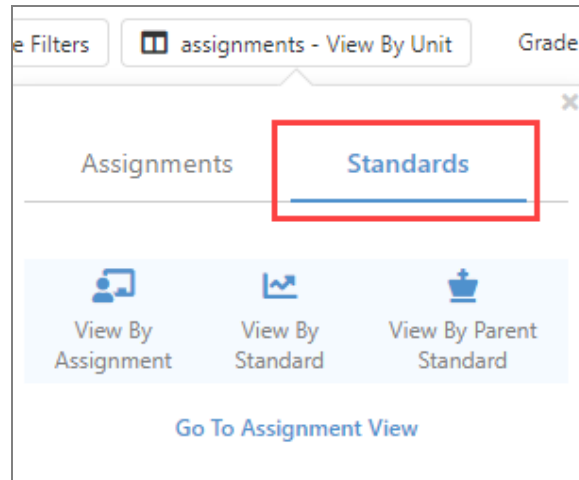 e Filters
assignments - View By Unit
Grade
Assignments
Standards
View By Assignment
View By Standard
View By Parent Standard
Go To Assignment View